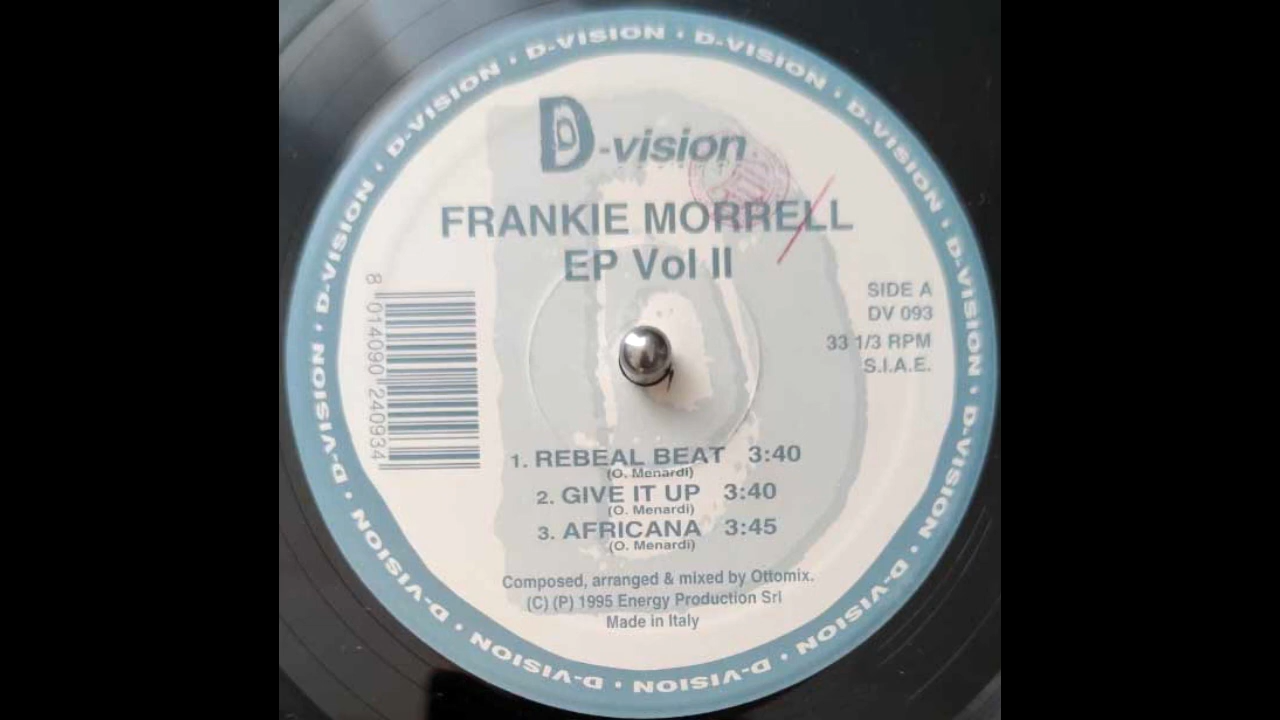 D-VISION • D-VISION • D-VISION • D-VISION • D-VISION • D-VISION • D-VISION • D-VISION • D-VISION • D-VISION • D-VISION • D-VISION • D-VISION •
D-vision
FRANKIE MORRELL
EP Vol II
SIDE A
DV 093
33 1/3 RPM
S.I.A.E.
8 014090 240934
1. REBEAL BEAT 3:40
(O. Menardi)
2. GIVE IT UP 3:40
(O. Menardi)
3. AFRICANA 3:45
(O. Menardi)
Composed, arranged & mixed by Ottomix.
(C) (P) 1995 Energy Production Srl
Made in Italy